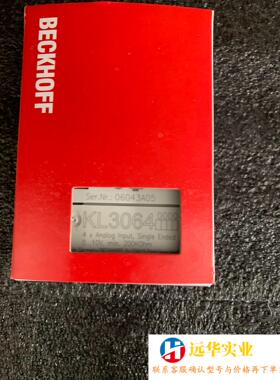 BECKHOFF
Ser.Nr.: 06043A05
KL3064
4 x Analog Input, Single Ended
远华实业
联系客服确认型号与价格再下单